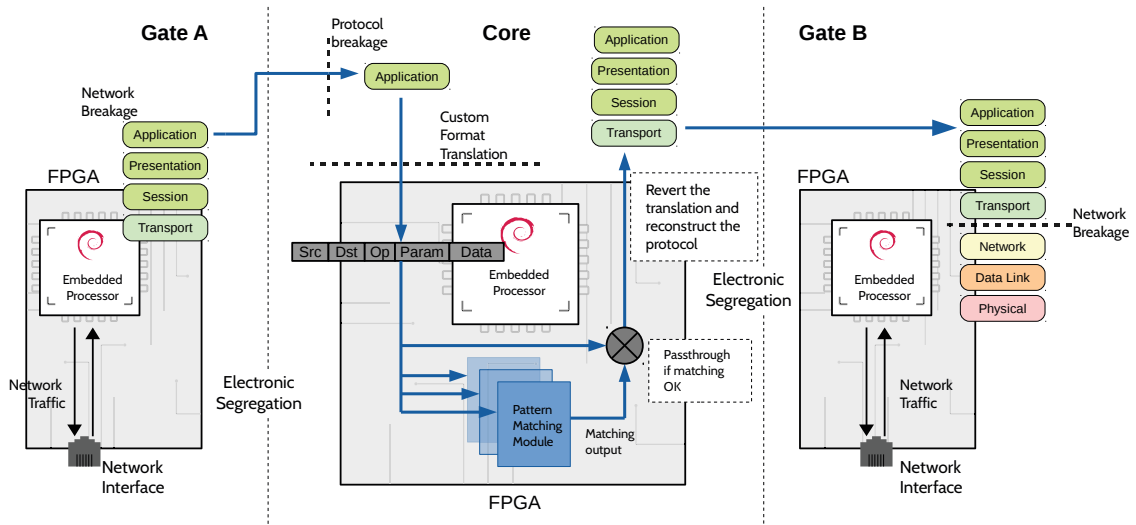 Gate A
Core
Gate B
Protocol
breakage
Network
Breakage
Application
Presentation
Session
Transport
FPGA
Embedded
Processor
Network
Traffic
Network
Interface
Electronic
Segregation
Application
Custom
Format
Translation
Src Dst Op Param Data
Embedded
Processor
Pattern
Matching
Module
Matching
output
FPGA
Application
Presentation
Session
Transport
Revert the
translation and
reconstruct the
protocol
Passthrough
if matching
OK
Electronic
Segregation
FPGA
Embedded
Processor
Application
Presentation
Session
Transport
Network
Breakage
Network
Data Link
Physical
Network
Traffic
Network
Interface